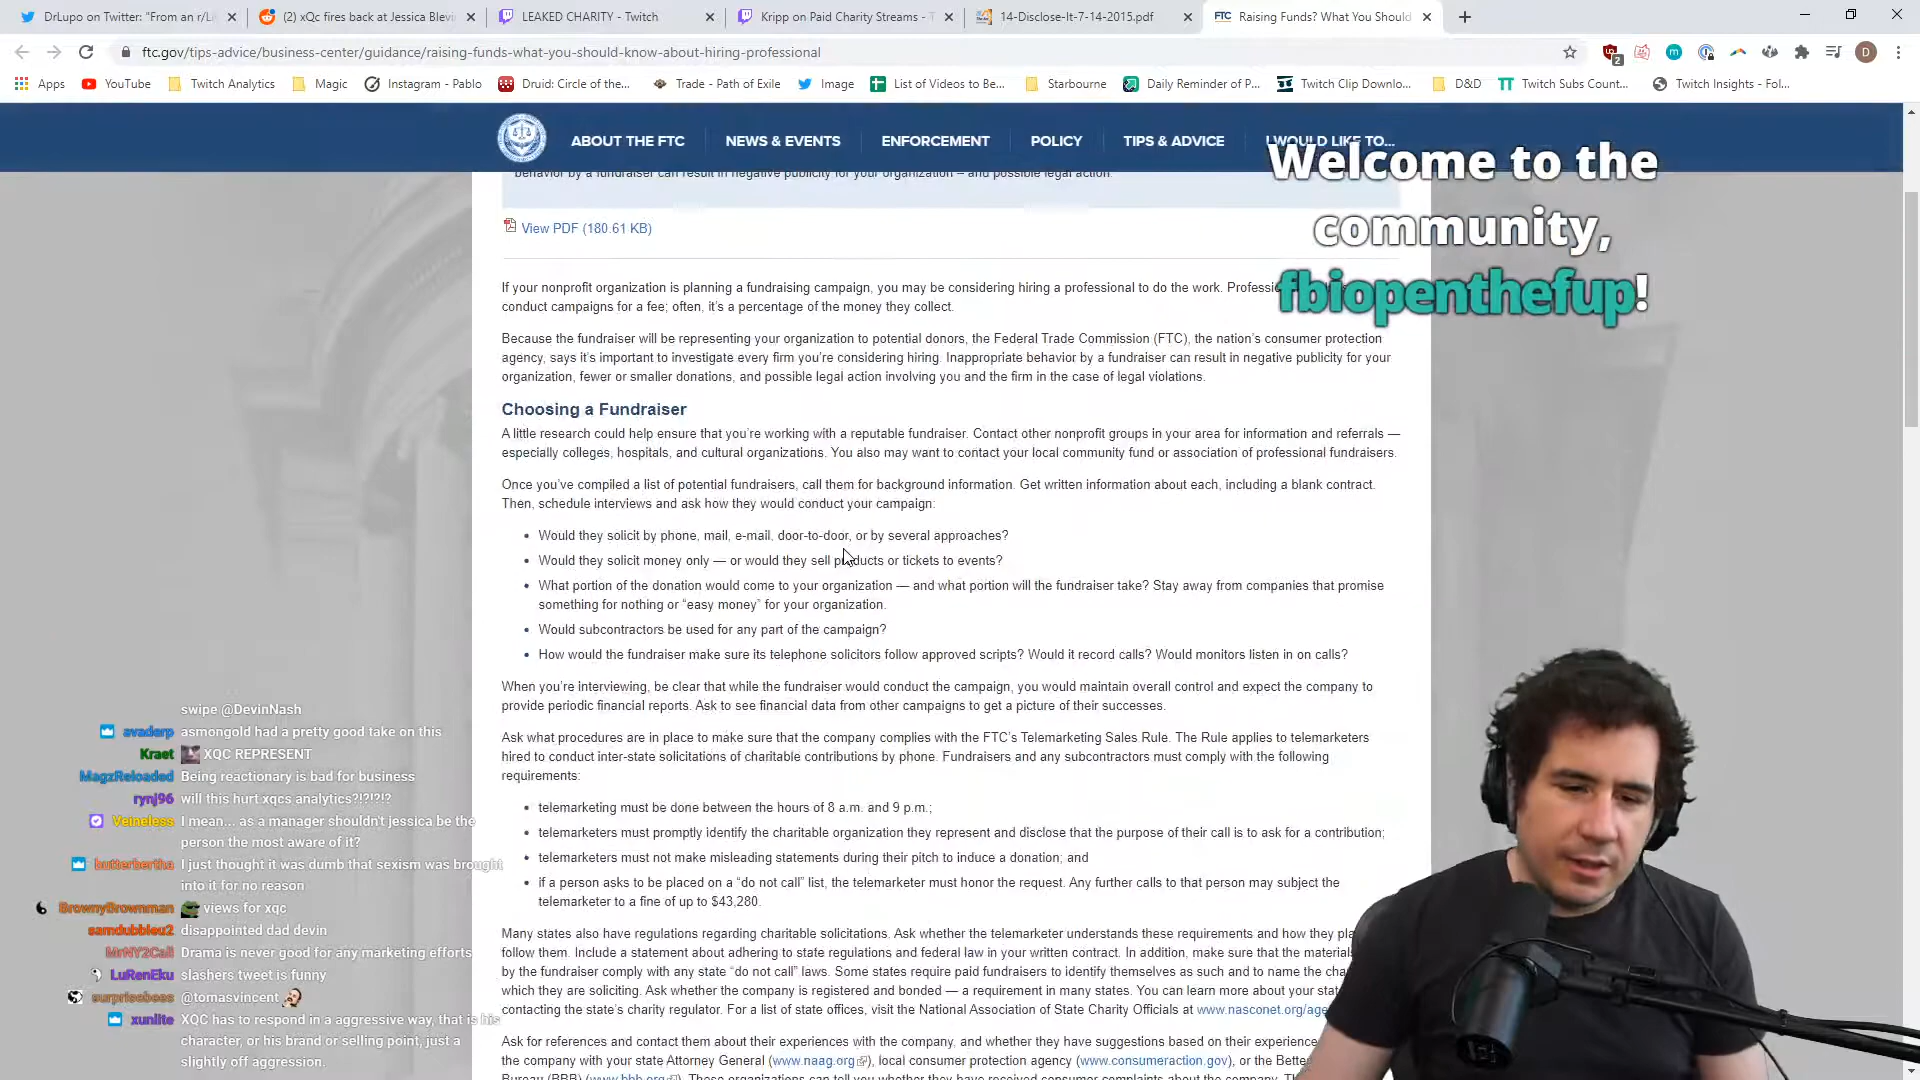 DrLupo on Twitter: "From an r/Li
(2) xQc fires back at Jessica Blevin
LEAKED CHARITY - Twitch
Kripp on Paid Charity Streams - T
14-Disclose-It-7-14-2015.pdf
Raising Funds? What You Should
ftc.gov/tips-advice/business-center/guidance/raising-funds-what-you-should-know-about-hiring-professional
2
D
Apps
YouTube
Twitch Analytics
Magic
Instagram - Pablo
Druid: Circle of the...
Trade - Path of Exile
Image
List of Videos to Be...
Starbourne
Daily Reminder of P...
Twitch Clip Downlo...
D&D
Twitch Subs Count...
Twitch Insights - Fol...
ABOUT THE FTC
NEWS & EVENTS
ENFORCEMENT
POLICY
TIPS & ADVICE
I WOULD LIKE TO...
Welcome to the
community,
fbiopenthefup!
behavior by a fundraiser can result in negative publicity for your organization – and possible legal action.
View PDF (180.61 KB)
If your nonprofit organization is planning a fundraising campaign, you may be considering hiring a professional to do the work.
conduct campaigns for a fee; often, it's a percentage of the money they collect.
Because the fundraiser will be representing your organization to potential donors, the Federal Trade Commission (FTC), the nation's consumer protection
agency, says it's important to investigate every firm you're considering hiring. Inappropriate behavior by a fundraiser can result in negative publicity for your
organization, fewer or smaller donations, and possible legal action involving you and the firm in the case of legal violations.
Choosing a Fundraiser
A little research could help ensure that you're working with a reputable fundraiser. Contact other nonprofit groups in your area for information and referrals —
especially colleges, hospitals, and cultural organizations. You also may want to contact your local community fund or association of professional fundraisers.
Once you've compiled a list of potential fundraisers, call them for background information. Get written information about each, including a blank contract.
Then, schedule interviews and ask how they would conduct your campaign:
• Would they solicit by phone, mail, e-mail, door-to-door, or by several approaches?
• Would they solicit money only — or would they sell products or tickets to events?
• What portion of the donation would come to your organization — and what portion will the fundraiser take? Stay away from companies that promise
something for nothing or "easy money" for your organization.
• Would subcontractors be used for any part of the campaign?
• How would the fundraiser make sure its telephone solicitors follow approved scripts? Would it record calls? Would monitors listen in on calls?
When you're interviewing, be clear that while the fundraiser would conduct the campaign, you would maintain overall control and expect the company to
provide periodic financial reports. Ask to see financial data from other campaigns to get a picture of their successes.
Ask what procedures are in place to make sure that the company complies with the FTC's Telemarketing Sales Rule. The Rule applies to telemarketers
hired to conduct inter-state solicitations of charitable contributions by phone. Fundraisers and any subcontractors must comply with the following
requirements:
• telemarketing must be done between the hours of 8 a.m. and 9 p.m.;
• telemarketers must promptly identify the charitable organization they represent and disclose that the purpose of their call is to ask for a contribution;
• telemarketers must not make misleading statements during their pitch to induce a donation; and
• if a person asks to be placed on a "do not call" list, the telemarketer must honor the request. Any further calls to that person may subject the
telemarketer to a fine of up to $43,280.
Many states also have regulations regarding charitable solicitations. Ask whether the telemarketer understands these requirements and how they
follow them. Include a statement about adhering to state regulations and federal law in your written contract. In addition, make sure that the materials
by the fundraiser comply with any state "do not call" laws. Some states require paid fundraisers to identify themselves as such and to name the
which they are soliciting. Ask whether the company is registered and bonded — a requirement in many states. You can learn more about your
contacting the state's charity regulator. For a list of state offices, visit the National Association of State Charity Officials at www.nasconet.org/age
Ask for references and contact them about their experiences with the company, and whether they have suggestions based on their experience
the company with your state Attorney General (www.naag.org), local consumer protection agency (www.consumeraction.gov), or the
Bureau (BBB) (www.bbb.org). These organizations can tell you whether they have received consumer complaints about the company.
swipe @DevinNash
avaderp asmongold had a pretty good take on this
Kraet XQC REPRESENT
MagzReloaded Being reactionary is bad for business
rynj96 will this hurt xqcs analytics?!?!?!?
Veineless I mean... as a manager shouldn't jessica be the
person the most aware of it?
butterbertha I just thought it was dumb that sexism was brought
into it for no reason
BrownyBrownman views for xqc
samdubbleu2 disappointed dad devin
MrNY2Cali Drama is never good for any marketing efforts
LuRenEku slashers tweet is funny
surprisebees @tomasvincent
xunlite XQC has to respond in a aggressive way, that is his
character, or his brand or selling point, just a
slightly off aggression.